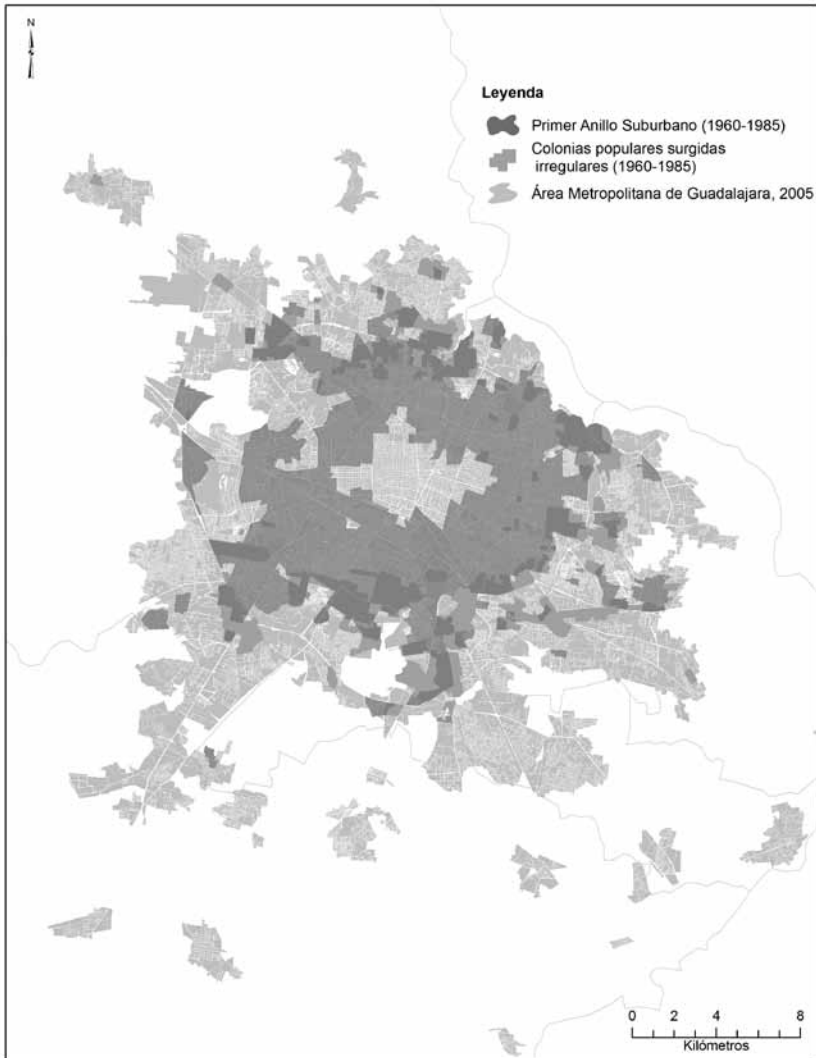 N
Leyenda
Primer Anillo Suburbano (1960-1985)
Colonias populares surgidas
irregulares (1960-1985)
Área Metropolitana de Guadalajara, 2005
0 2 4 8
Kilómetros